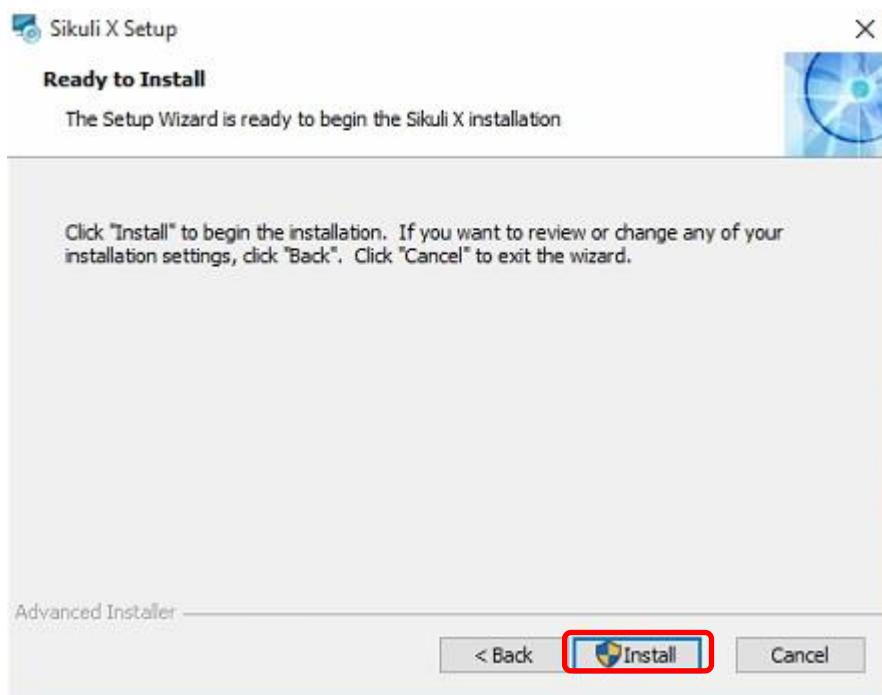 Sikuli X Setup
Ready to Install
The Setup Wizard is ready to begin the Sikuli X installation
Click "Install" to begin the installation. If you want to review or change any of your
installation settings, click "Back". Click "Cancel" to exit the wizard.
Advanced Installer
< Back Install Cancel